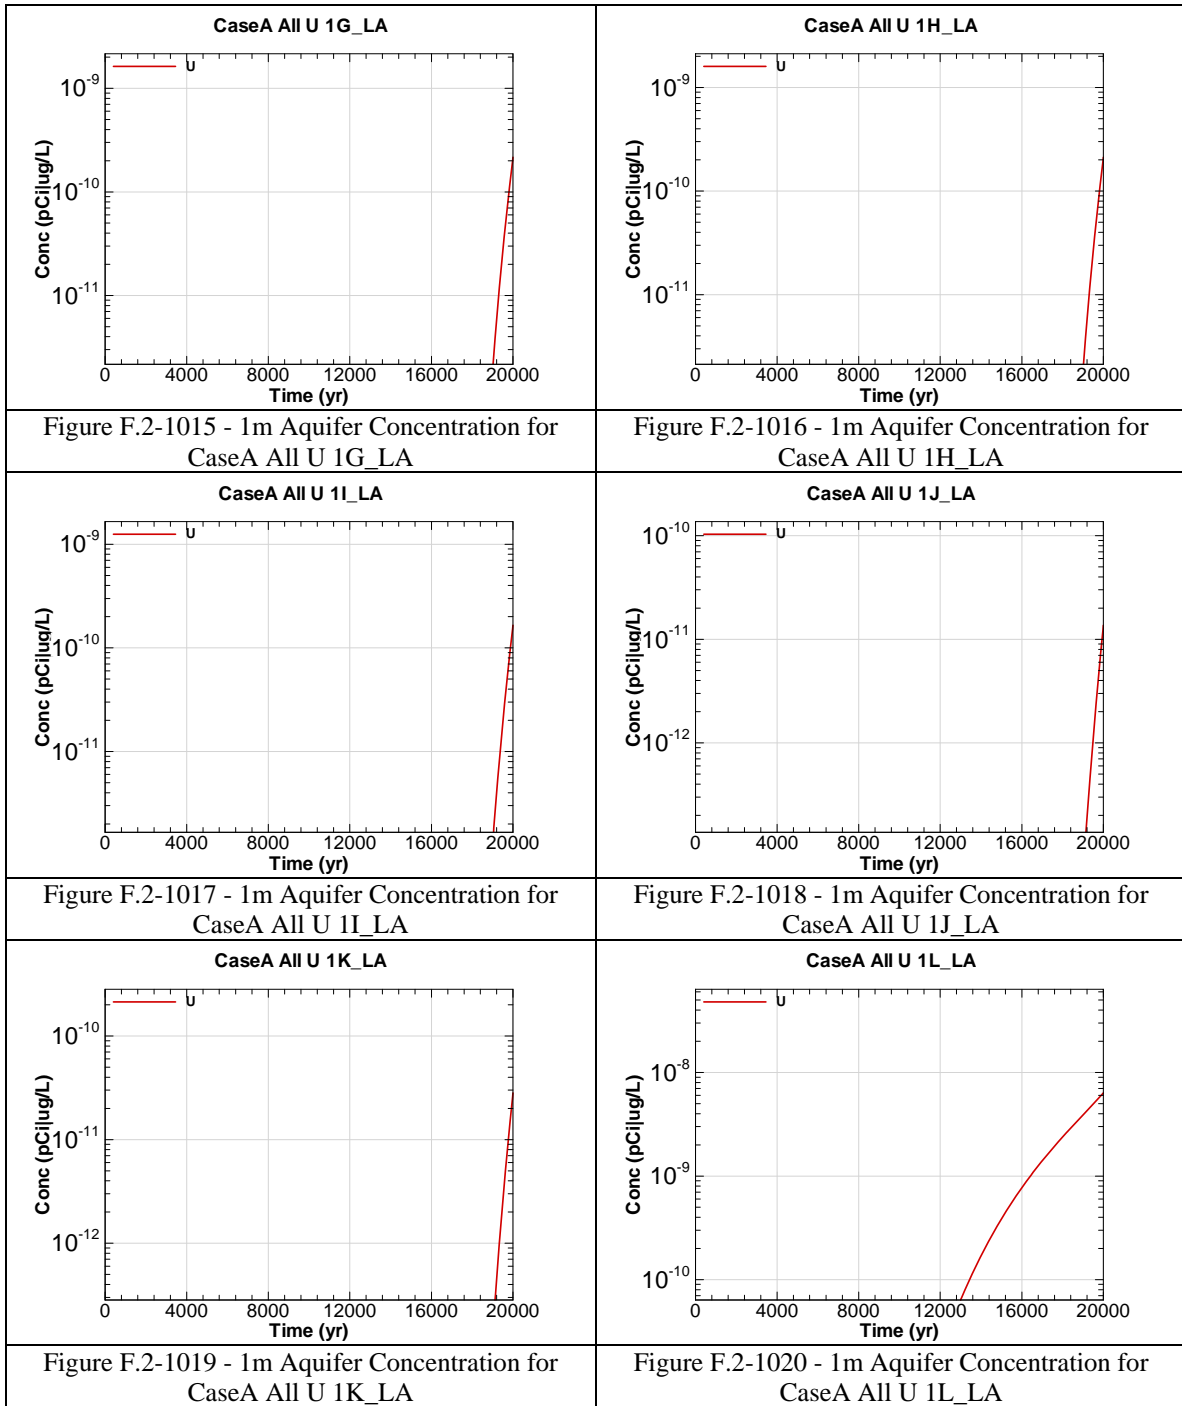 CaseA All U 1G_LA
U
10-9
10-10
10-11
Conc (pCi|ug/L)
0 4000 8000 12000 16000 20000
Time (yr)
Figure F.2-1015 - 1m Aquifer Concentration for
CaseA All U 1G_LA
CaseA All U 1H_LA
U
10-9
10-10
10-11
Conc (pCi|ug/L)
0 4000 8000 12000 16000 20000
Time (yr)
Figure F.2-1016 - 1m Aquifer Concentration for
CaseA All U 1H_LA
CaseA All U 1I_LA
U
10-9
10-10
10-11
Conc (pCi|ug/L)
0 4000 8000 12000 16000 20000
Time (yr)
Figure F.2-1017 - 1m Aquifer Concentration for
CaseA All U 1I_LA
CaseA All U 1J_LA
U
10-10
10-11
10-12
Conc (pCi|ug/L)
0 4000 8000 12000 16000 20000
Time (yr)
Figure F.2-1018 - 1m Aquifer Concentration for
CaseA All U 1J_LA
CaseA All U 1K_LA
U
10-10
10-11
10-12
Conc (pCi|ug/L)
0 4000 8000 12000 16000 20000
Time (yr)
Figure F.2-1019 - 1m Aquifer Concentration for
CaseA All U 1K_LA
CaseA All U 1L_LA
U
10-8
10-9
10-10
Conc (pCi|ug/L)
0 4000 8000 12000 16000 20000
Time (yr)
Figure F.2-1020 - 1m Aquifer Concentration for
CaseA All U 1L_LA